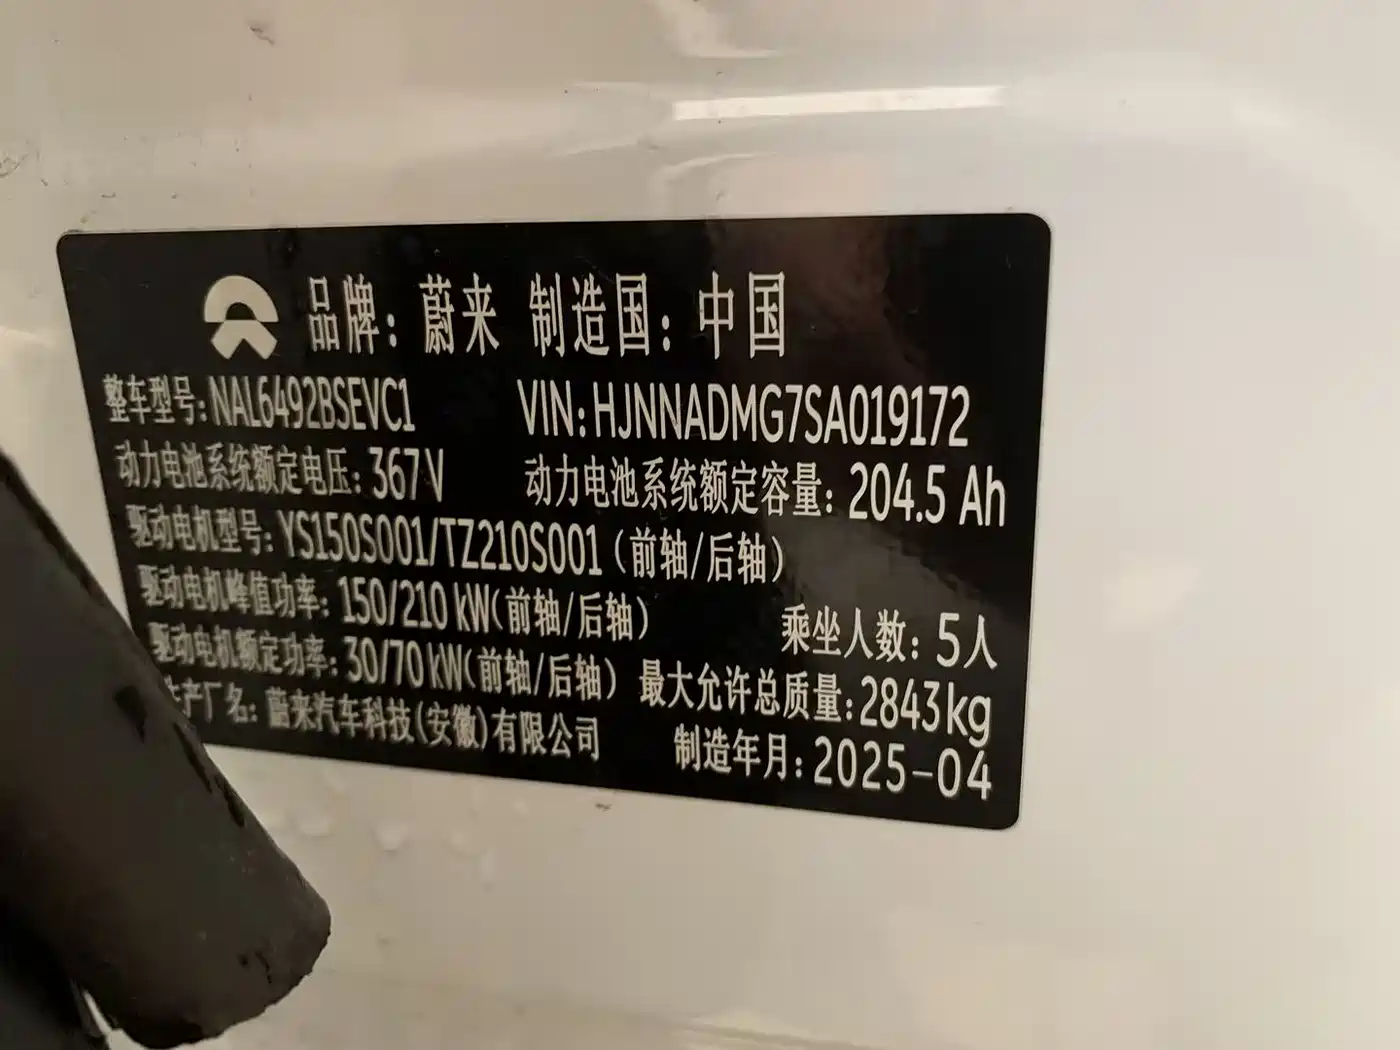 品牌：蔚来 制造国：中国
整车型号：NAL6492BSEVC1 VIN：HJNNADMG7SA019172
动力电池系统额定电压：367V 动力电池系统额定容量：204.5 Ah
驱动电机型号：YS150S001/TZ210S001（前轴/后轴）
驱动电机峰值功率：150/210 kW（前轴/后轴） 乘坐人数：5人
驱动电机额定功率：30/70 kW（前轴/后轴） 最大允许总质量：2843kg
生产厂名：蔚来汽车科技（安徽）有限公司 制造年月：2025-04